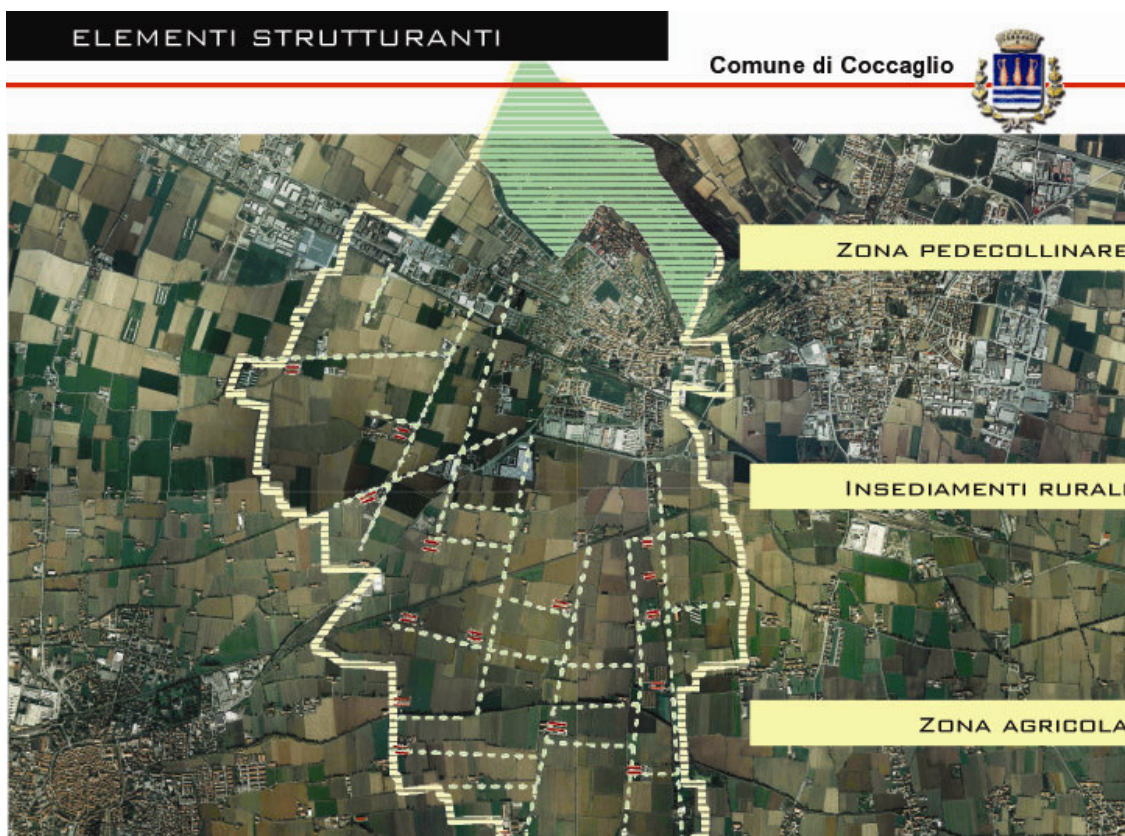 ELEMENTI STRUTTURANTI
Comune di Coccaglio
ZONA PEDECOLLINARE
INSEDIAMENTI RURALI
ZONA AGRICOLA